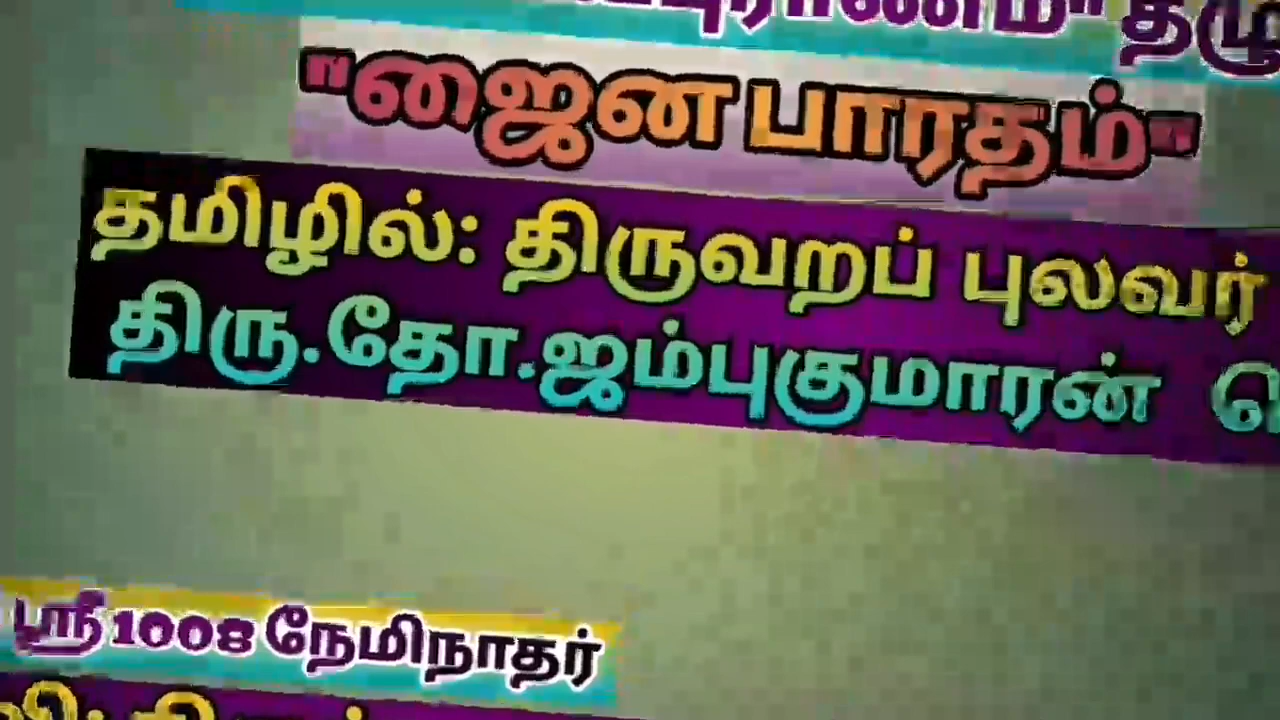 "ஜைன பாரதம்"
தமிழில்: திருவறப் புலவர்
திரு.தோ.ஜம்புகுமாரன்
ஸ்ரீ 1008 நேமிநாதர்